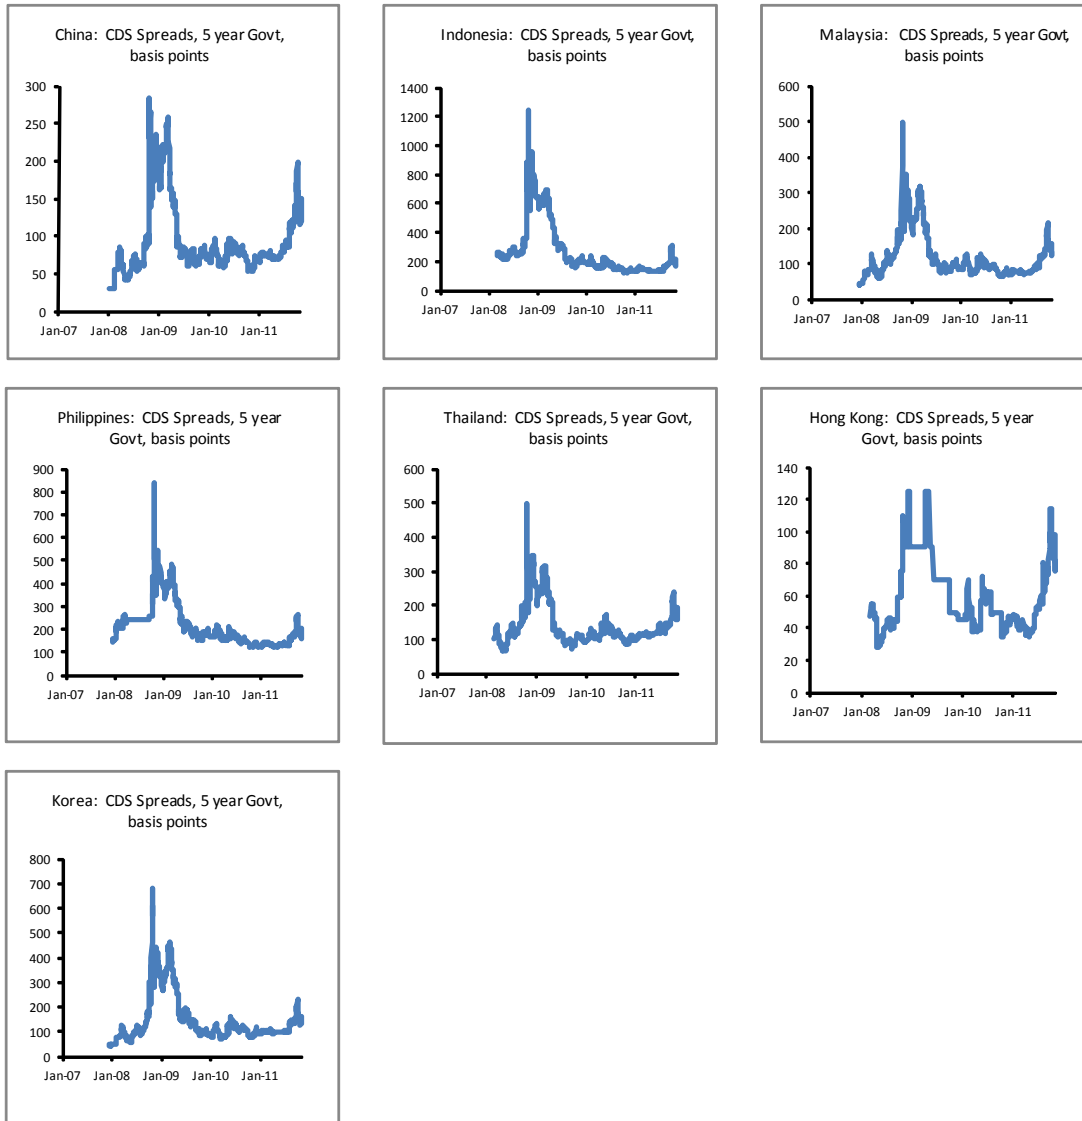 China: CDS Spreads, 5 year Govt,
basis points
300
250
200
150
100
50
0
Jan-07 Jan-08 Jan-09 Jan-10 Jan-11
Indonesia: CDS Spreads, 5 year Govt,
basis points
1400
1200
1000
800
600
400
200
0
Jan-07 Jan-08 Jan-09 Jan-10 Jan-11
Malaysia: CDS Spreads, 5 year Govt,
basis points
600
500
400
300
200
100
0
Jan-07 Jan-08 Jan-09 Jan-10 Jan-11
Philippines: CDS Spreads, 5 year
Govt, basis points
900
800
700
600
500
400
300
200
100
0
Jan-07 Jan-08 Jan-09 Jan-10 Jan-11
Thailand: CDS Spreads, 5 year Govt,
basis points
600
500
400
300
200
100
0
Jan-07 Jan-08 Jan-09 Jan-10 Jan-11
Hong Kong: CDS Spreads, 5 year
Govt, basis points
140
120
100
80
60
40
20
0
Jan-07 Jan-08 Jan-09 Jan-10 Jan-11
Korea: CDS Spreads, 5 year Govt,
basis points
800
700
600
500
400
300
200
100
0
Jan-07 Jan-08 Jan-09 Jan-10 Jan-11